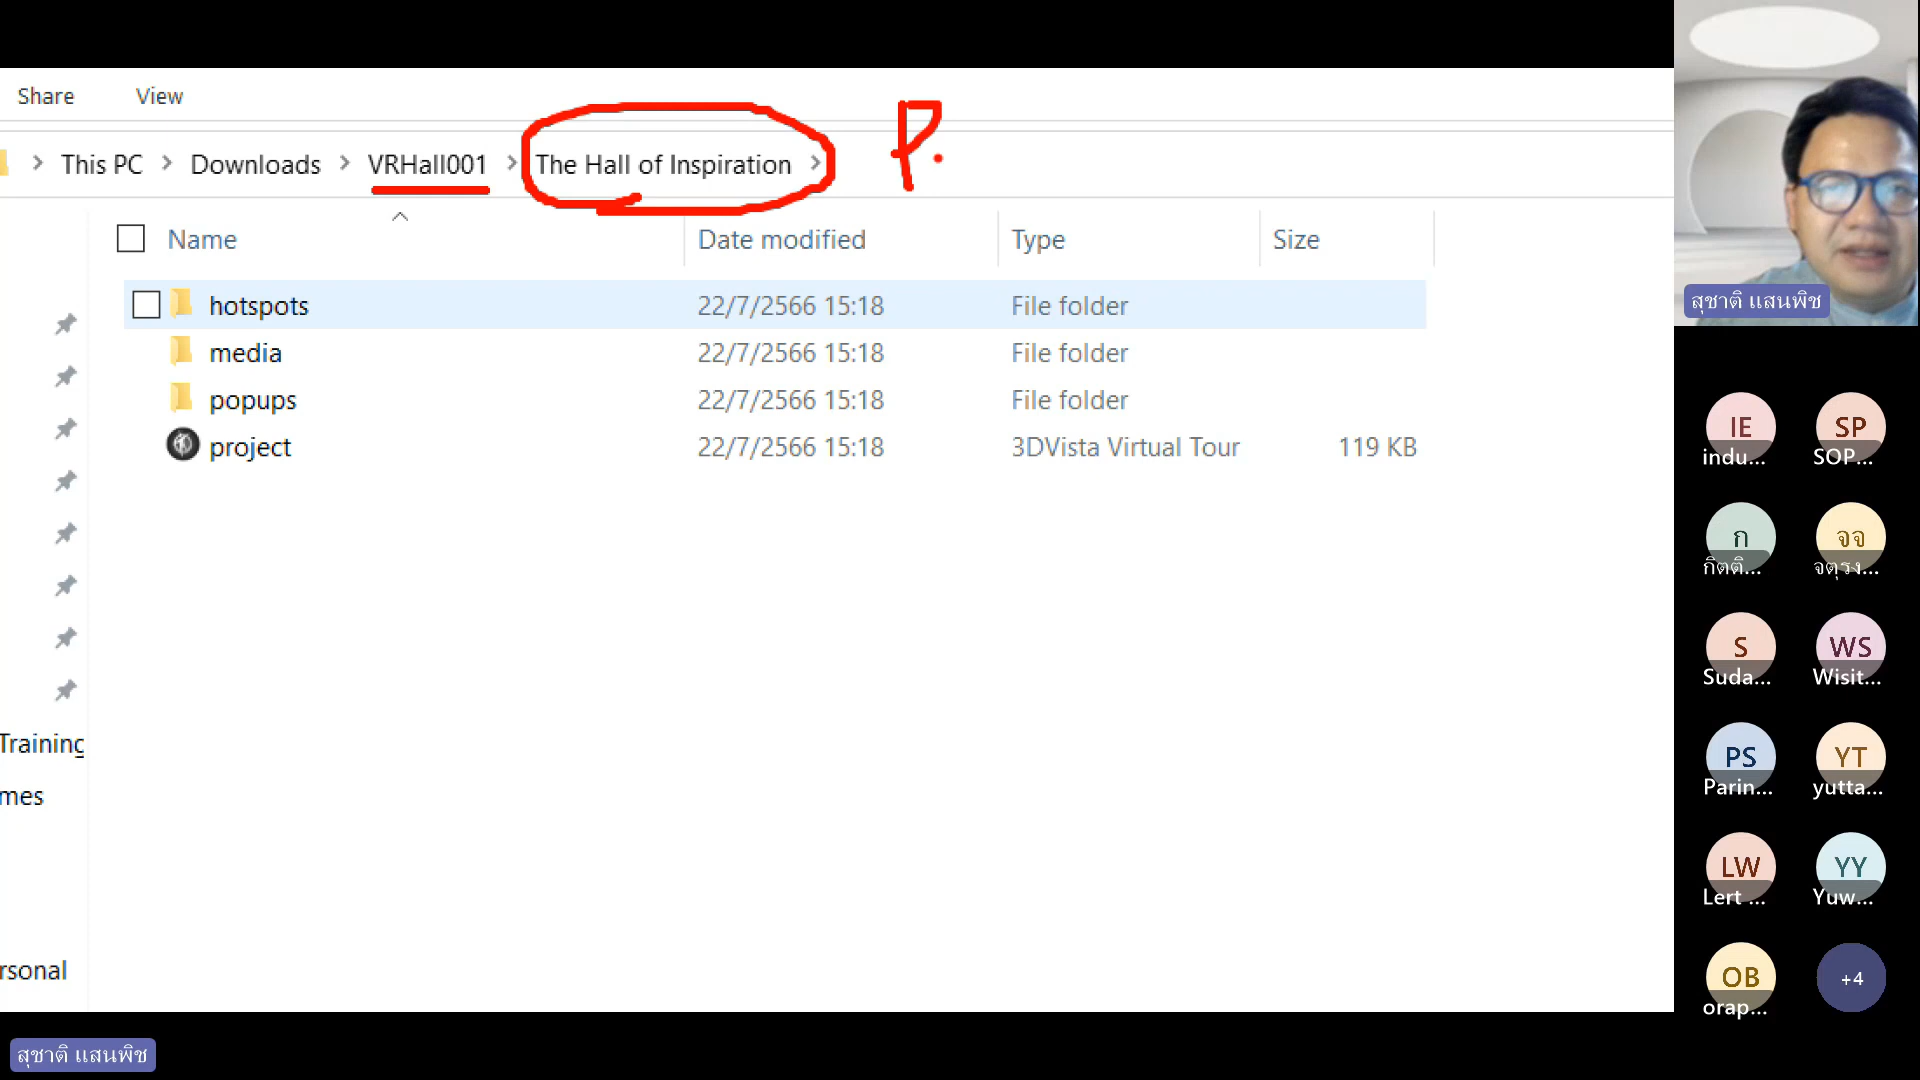 Share View
This PC > Downloads > VRHall001 > The Hall of Inspiration >
P.
Name Date modified Type Size
hotspots 22/7/2566 15:18 File folder
media 22/7/2566 15:18 File folder
popups 22/7/2566 15:18 File folder
project 22/7/2566 15:18 3DVista Virtual Tour 119 KB
Training
mes
rsonal
สุชาติ แสนพิช
สุชาติ แสนพิช
IE SP
indu... SOP...
ก จจ
กิตติ... จตุรง...
S WS
Suda... Wisit...
PS YT
Parin... yutta...
LW YY
Lert ... Yuw...
OB +4
orap...